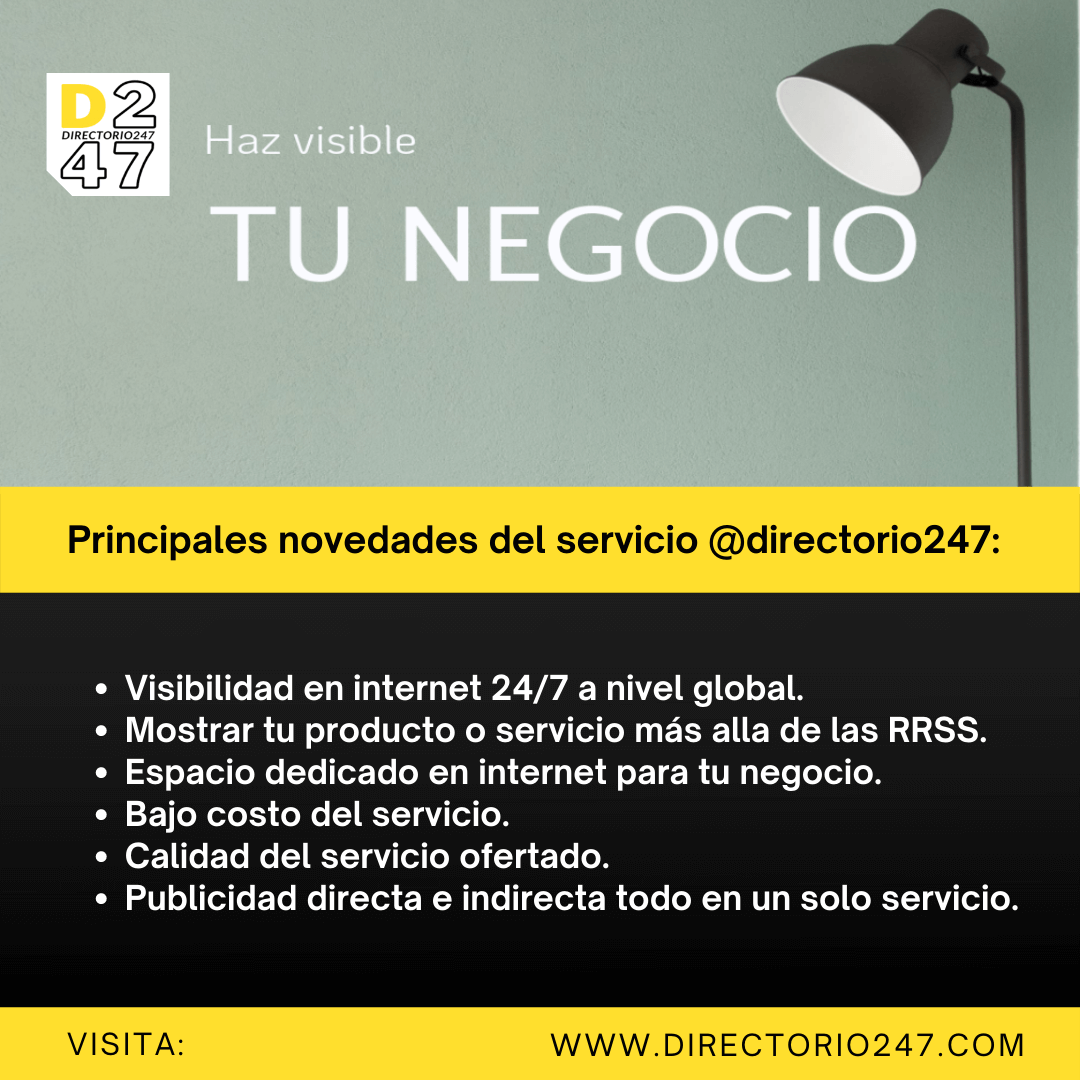 D2
DIRECTORIO247
47
Haz visible
TU NEGOCIO
Principales novedades del servicio @directorio247:
• Visibilidad en internet 24/7 a nivel global.
• Mostrar tu producto o servicio más alla de las RRSS.
• Espacio dedicado en internet para tu negocio.
• Bajo costo del servicio.
• Calidad del servicio ofertado.
• Publicidad directa e indirecta todo en un solo servicio.
VISITA: WWW.DIRECTORIO247.COM